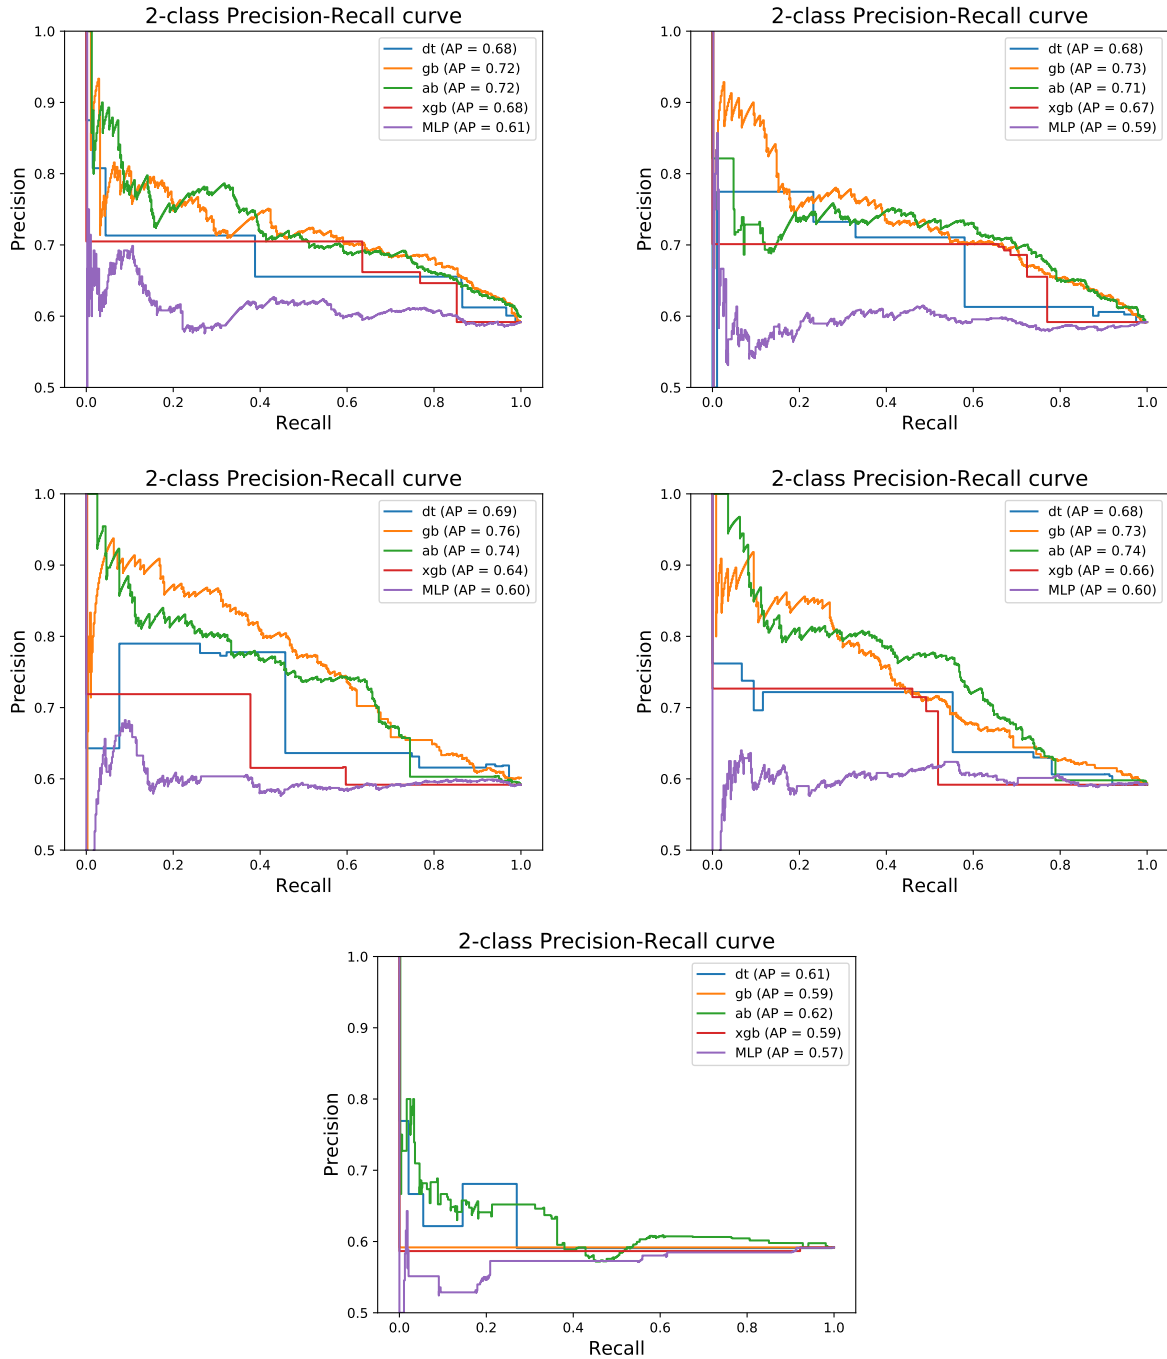 2-class Precision-Recall curve
1.0
0.9
0.8
0.7
0.6
0.5
Precision
dt (AP = 0.68)
gb (AP = 0.72)
ab (AP = 0.72)
xgb (AP = 0.68)
MLP (AP = 0.61)
0.0 0.2 0.4 0.6 0.8 1.0
Recall
2-class Precision-Recall curve
1.0
0.9
0.8
0.7
0.6
0.5
Precision
dt (AP = 0.68)
gb (AP = 0.73)
ab (AP = 0.71)
xgb (AP = 0.67)
MLP (AP = 0.59)
0.0 0.2 0.4 0.6 0.8 1.0
Recall
2-class Precision-Recall curve
1.0
0.9
0.8
0.7
0.6
0.5
Precision
dt (AP = 0.69)
gb (AP = 0.76)
ab (AP = 0.74)
xgb (AP = 0.64)
MLP (AP = 0.60)
0.0 0.2 0.4 0.6 0.8 1.0
Recall
2-class Precision-Recall curve
1.0
0.9
0.8
0.7
0.6
0.5
Precision
dt (AP = 0.68)
gb (AP = 0.73)
ab (AP = 0.74)
xgb (AP = 0.66)
MLP (AP = 0.60)
0.0 0.2 0.4 0.6 0.8 1.0
Recall
2-class Precision-Recall curve
1.0
0.9
0.8
0.7
0.6
0.5
Precision
dt (AP = 0.61)
gb (AP = 0.59)
ab (AP = 0.62)
xgb (AP = 0.59)
MLP (AP = 0.57)
0.0 0.2 0.4 0.6 0.8 1.0
Recall